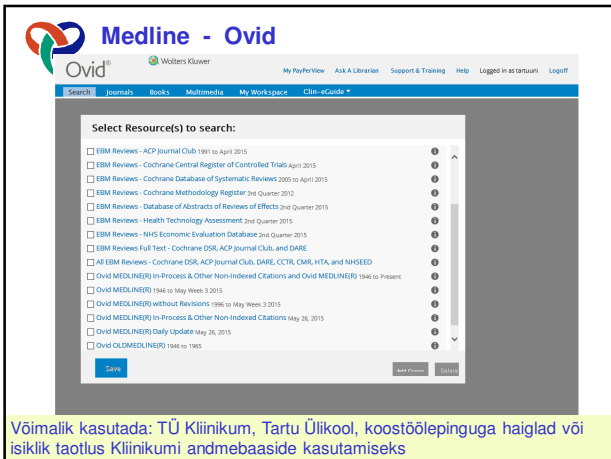 Medline - Ovid
Ovid®
Wolters Kluwer
My PayPerView Ask A Librarian Support & Training Help Logged in as tartuuni Logoff
Search Journals Books Multimedia My Workspace Clin-eGuide
Select Resource(s) to search:
EBM Reviews - ACP Journal Club 1991 to April 2015
EBM Reviews - Cochrane Central Register of Controlled Trials April 2015
EBM Reviews - Cochrane Database of Systematic Reviews 2005 to April 2015
EBM Reviews - Cochrane Methodology Register 3rd Quarter 2012
EBM Reviews - Database of Abstracts of Reviews of Effects 2nd Quarter 2015
EBM Reviews - Health Technology Assessment 2nd Quarter 2015
EBM Reviews - NHS Economic Evaluation Database 2nd Quarter 2015
EBM Reviews Full Text - Cochrane DSR, ACP Journal Club, and DARE
All EBM Reviews - Cochrane DSR, ACP Journal Club, DARE, CCTR, CMR, HTA, and NHSEED
Ovid MEDLINE(R) In-Process & Other Non-Indexed Citations and Ovid MEDLINE(R) 1946 to Present
Ovid MEDLINE(R) 1946 to May Week 3 2015
Ovid MEDLINE(R) without Revisions 1996 to May Week 3 2015
Ovid MEDLINE(R) In-Process & Other Non-Indexed Citations May 26, 2015
Ovid MEDLINE(R) Daily Update May 26, 2015
Ovid OLDMEDLINE(R) 1946 to 1965
Save
Võimalik kasutada: TÜ Kliinikum, Tartu Ülikool, koostöölepinguga haiglad või
isiklik taotlus Kliinikumi andmebaaside kasutamiseks